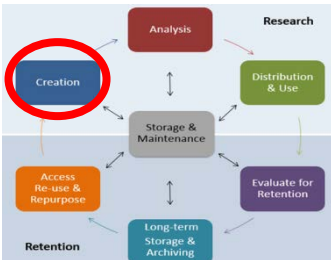 Research
Analysis
Creation
Distribution
& Use
Storage &
Maintenance
Access
Re-use &
Repurpose
Evaluate for
Retention
Long-term
Storage &
Archiving
Retention